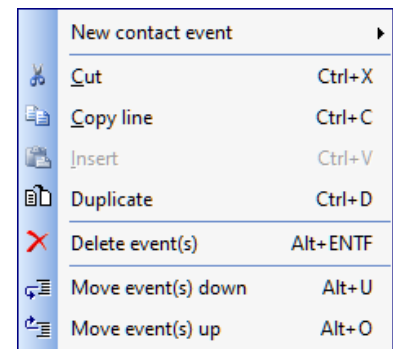 New contact event
Cut Ctrl+X
Copy line Ctrl+C
Insert Ctrl+V
Duplicate Ctrl+D
Delete event(s) Alt+ENTF
Move event(s) down Alt+U
Move event(s) up Alt+O